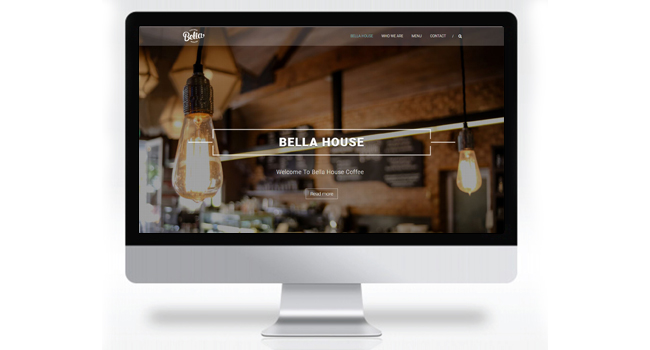 Bella
BELLA HOUSE WHO WE ARE MENU CONTACT /
BELLA HOUSE
Welcome To Bella House Coffee
Read more